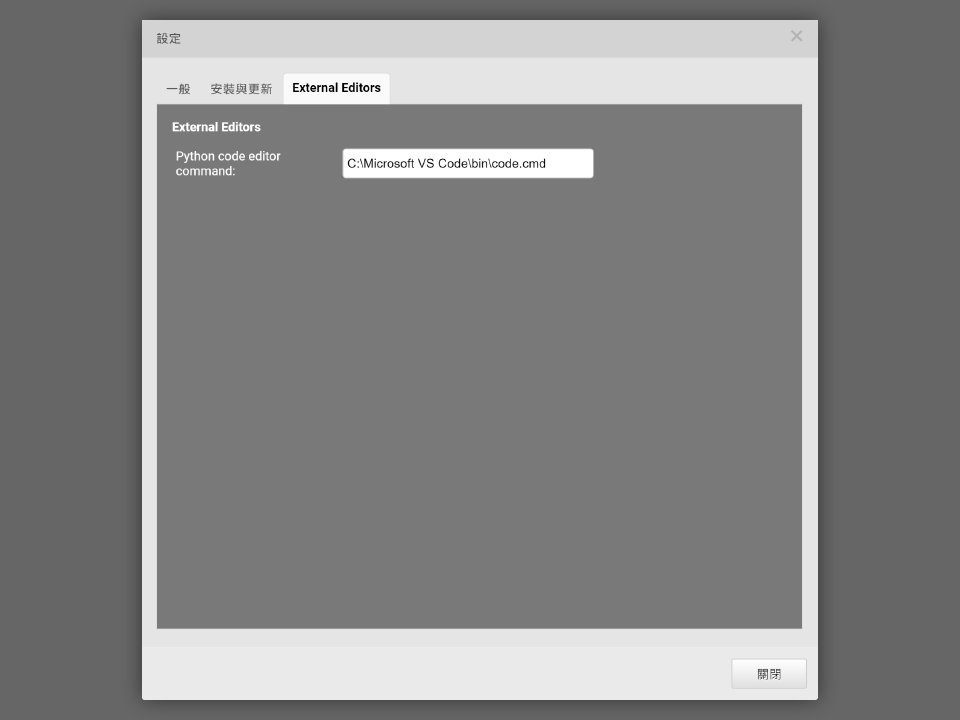 設定
一般 安裝與更新 External Editors
External Editors
Python code editor
command:
C:\Microsoft VS Code\bin\code.cmd
關閉